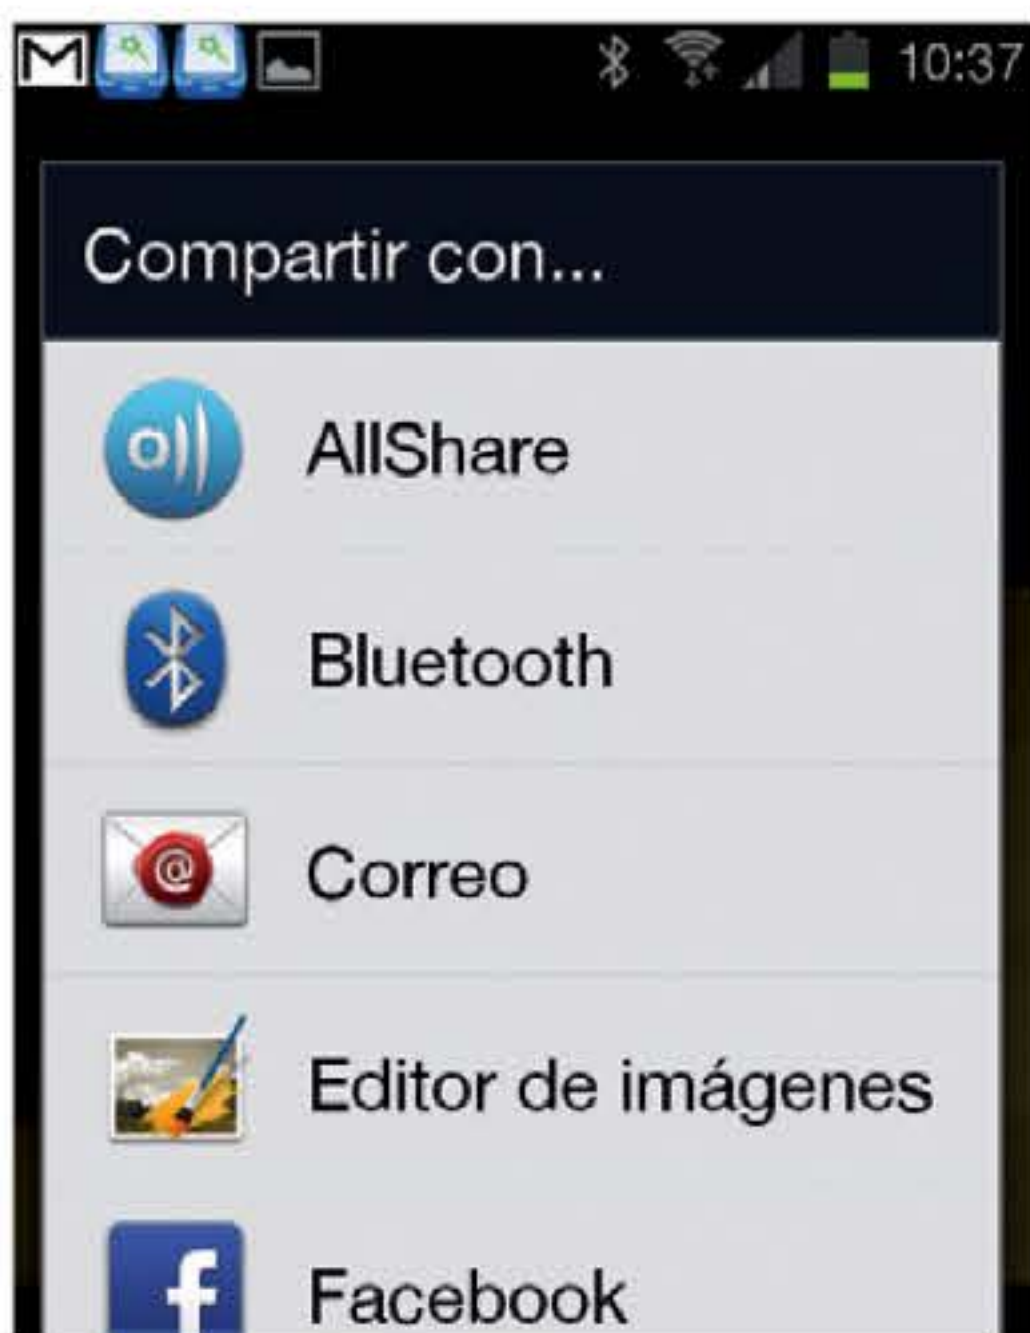 10:37
Compartir con...
AllShare
Bluetooth
@
Correo
Editor de imágenes
f
Facebook